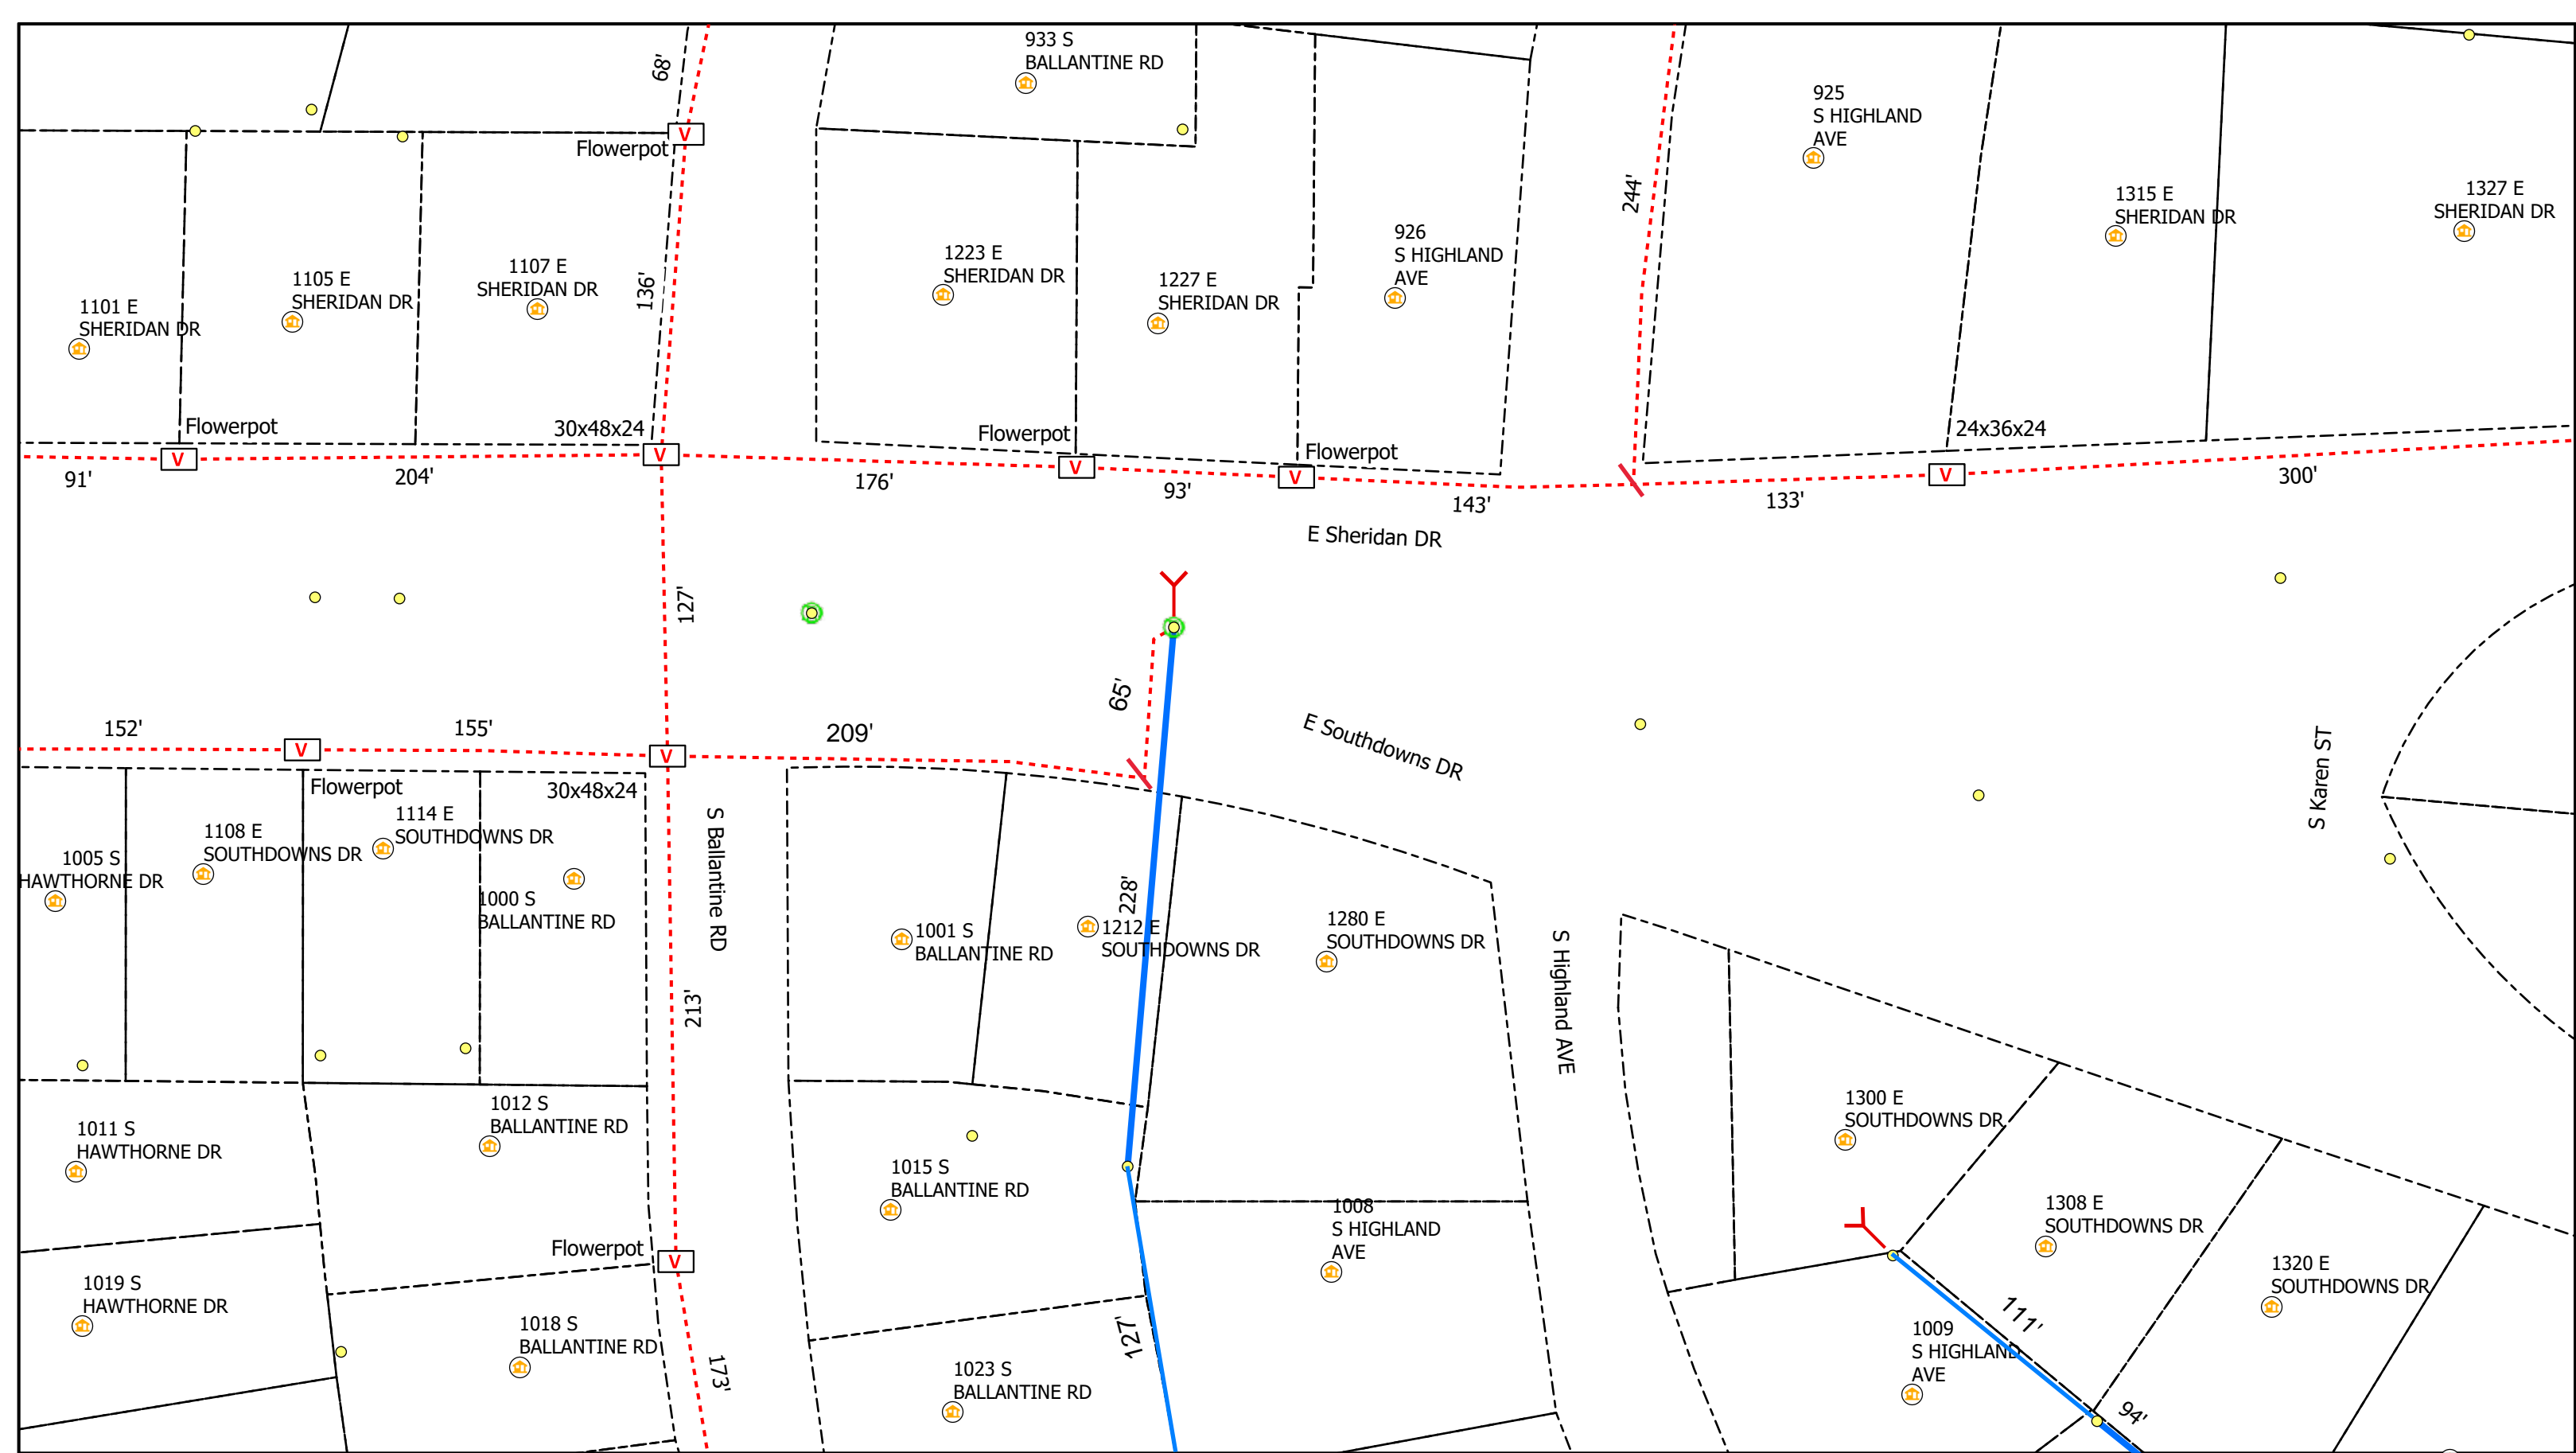 933 S
BALLANTINE RD
68'
V
Flowerpot
925
S HIGHLAND
AVE
1315 E
SHERIDAN DR
1327 E
SHERIDAN DR
244'
926
S HIGHLAND
AVE
1223 E
SHERIDAN DR
1227 E
SHERIDAN DR
1107 E
SHERIDAN DR
1105 E
SHERIDAN DR
1101 E
SHERIDAN DR
136'
Flowerpot
30x48x24
Flowerpot
Flowerpot
24x36x24
V
V
V
V
V
91'
204'
176'
93'
143'
133'
300'
E Sheridan DR
127'
65'
E Southdowns DR
S Karen ST
152'
155'
209'
V
V
Flowerpot
30x48x24
1114 E
SOUTHDOWNS DR
1108 E
SOUTHDOWNS DR
1005 S
HAWTHORNE DR
1000 S
BALLANTINE RD
S Ballantine RD
228'
1001 S
BALLANTINE RD
1212 E
SOUTHDOWNS DR
1280 E
SOUTHDOWNS DR
S Highland AVE
213'
1012 S
BALLANTINE RD
1011 S
HAWTHORNE DR
1300 E
SOUTHDOWNS DR
1015 S
BALLANTINE RD
1008
S HIGHLAND
AVE
1308 E
SOUTHDOWNS DR
Flowerpot
V
1320 E
SOUTHDOWNS DR
1019 S
HAWTHORNE DR
1018 S
BALLANTINE RD
127'
111'
1009
S HIGHLAND
AVE
173'
1023 S
BALLANTINE RD
94'